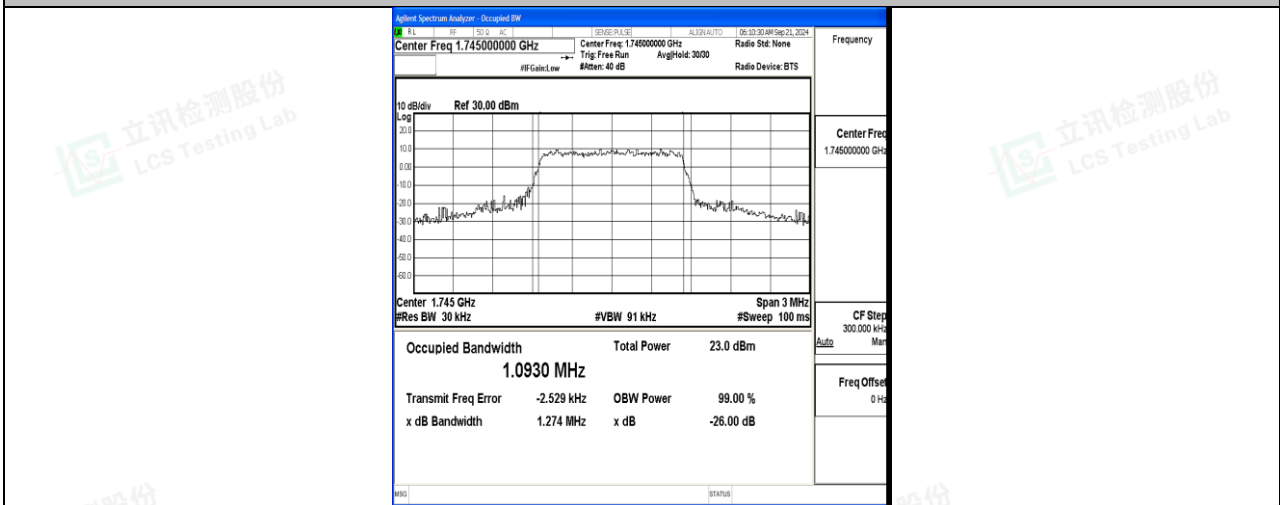 Agilent Spectrum Analyzer - Occupied BW
RL RF 50 Ω AC SENSE:PULSE ALIGN AUTO 06:10:30 AM Sep 21, 2024
Center Freq 1.745000000 GHz
Center Freq: 1.745000000 GHz
Radio Std: None
Trig: Free Run Avg|Hold: 30/30
#IFGain:Low
#Atten: 40 dB
Radio Device: BTS
10 dB/div Ref 30.00 dBm
Log
20.0
10.0
0.00
-10.0
-20.0
-30.0
-40.0
-50.0
-60.0
Center 1.745 GHz
Span 3 MHz
#Res BW 30 kHz
#VBW 91 kHz
#Sweep 100 ms
Occupied Bandwidth
1.0930 MHz
Total Power 23.0 dBm
Transmit Freq Error -2.529 kHz
OBW Power 99.00 %
x dB Bandwidth 1.274 MHz
x dB -26.00 dB
MSG
STATUS
Frequency
Center Freq
1.745000000 GHz
CF Step
300.000 kHz
Auto Man
Freq Offset
0 Hz
立讯检测股份
LCS Testing Lab
立讯检测股份
LCS Testing Lab
股份
股份